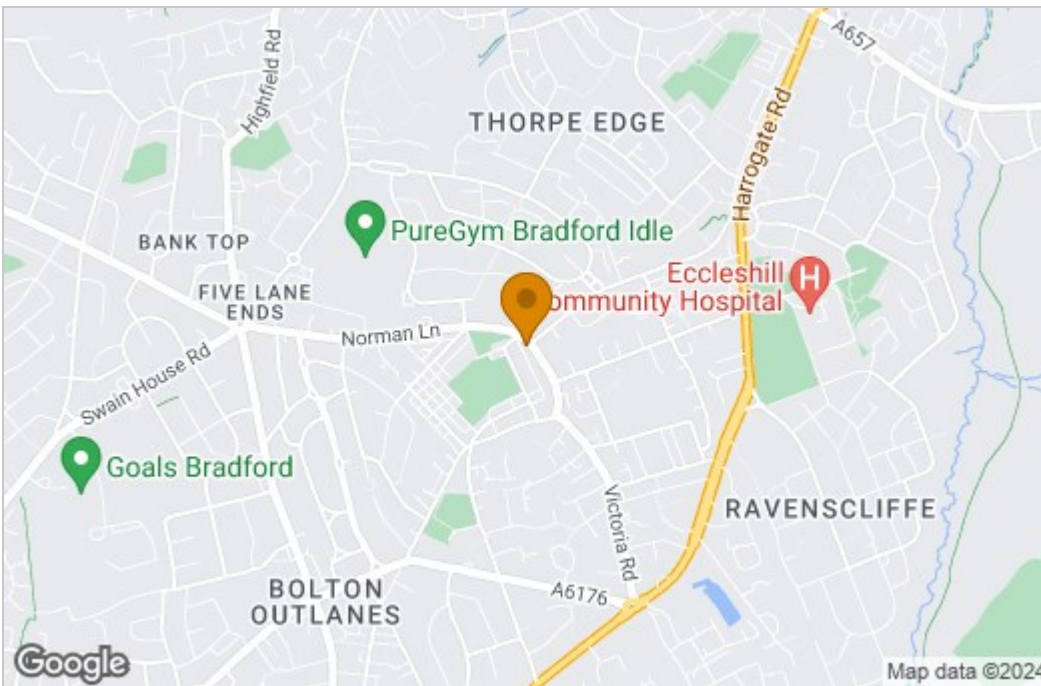 Highfield Rd
A657
THORPE EDGE
Harrogate Rd
BANK TOP
PureGym Bradford Idle
Eccleshill
ommunity Hospital
H
FIVE LANE
ENDS
Norman Ln
Swain House Rd
Goals Bradford
Victoria Rd
RAVENSCLIFFE
BOLTON
OUTLANES
A6176
Google
Map data ©2024